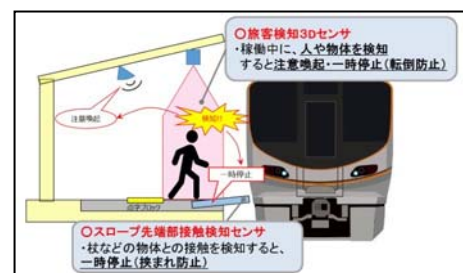 〇旅客検知3Dセンサ
・稼働中に、人や物体を検知
すると注意喚起・一時停止(転倒防止)
注意喚起
検知!!
一時停止
点字ブロック
〇スロープ先端部接触検知センサ
・杖などの物体との接触を検知すると、
一時停止(挟まれ防止)